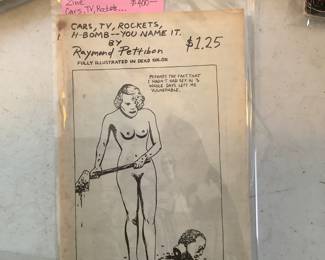 Zine $400—
Cars, TV, Rockets...
CARS, TV, ROCKETS,
H-BOMB--YOU NAME IT.
BY
Raymond Pettibon
$1.25
FULLY ILLUSTRATED IN DEAD COLOR
PERHAPS THE FACT THAT
I HADN'T HAD SEX IN 3
WHOLE DAYS LEFT ME
VULNERABLE.